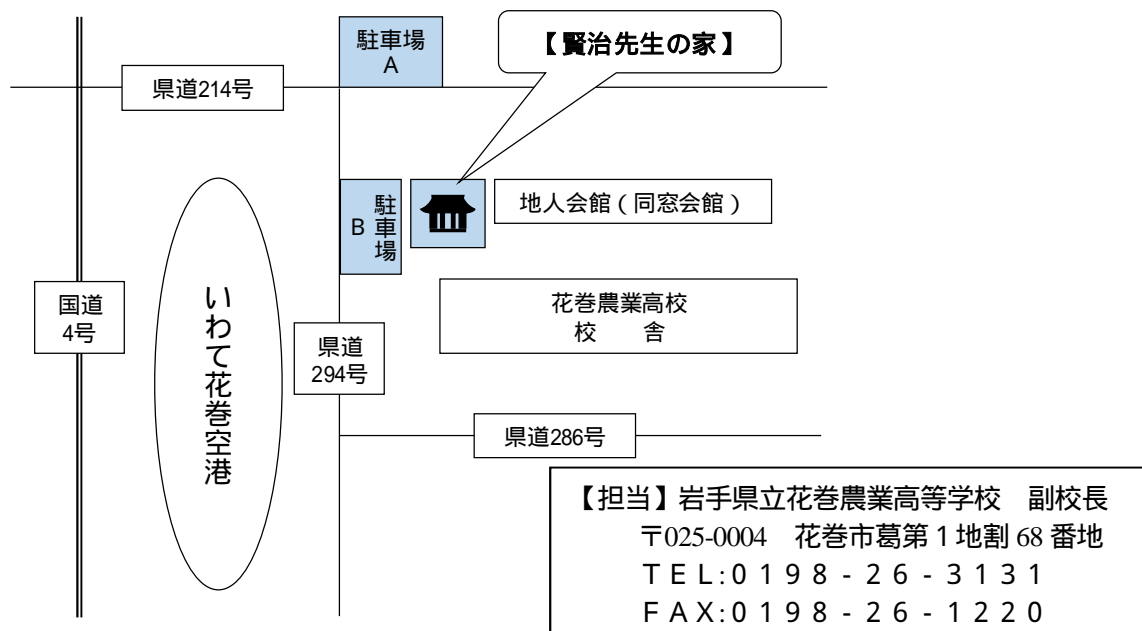 駐車場
A
【賢治先生の家】
県道214号
駐車場
B
地人会館(同窓会館)
国道
4号
いわて花巻空港
県道
294号
花巻農業高校
校　　舎
県道286号
【担当】岩手県立花巻農業高等学校　副校長
〒025-0004　花巻市葛第1地割 68 番地
TEL:0198-26-3131
FAX:0198-26-1220